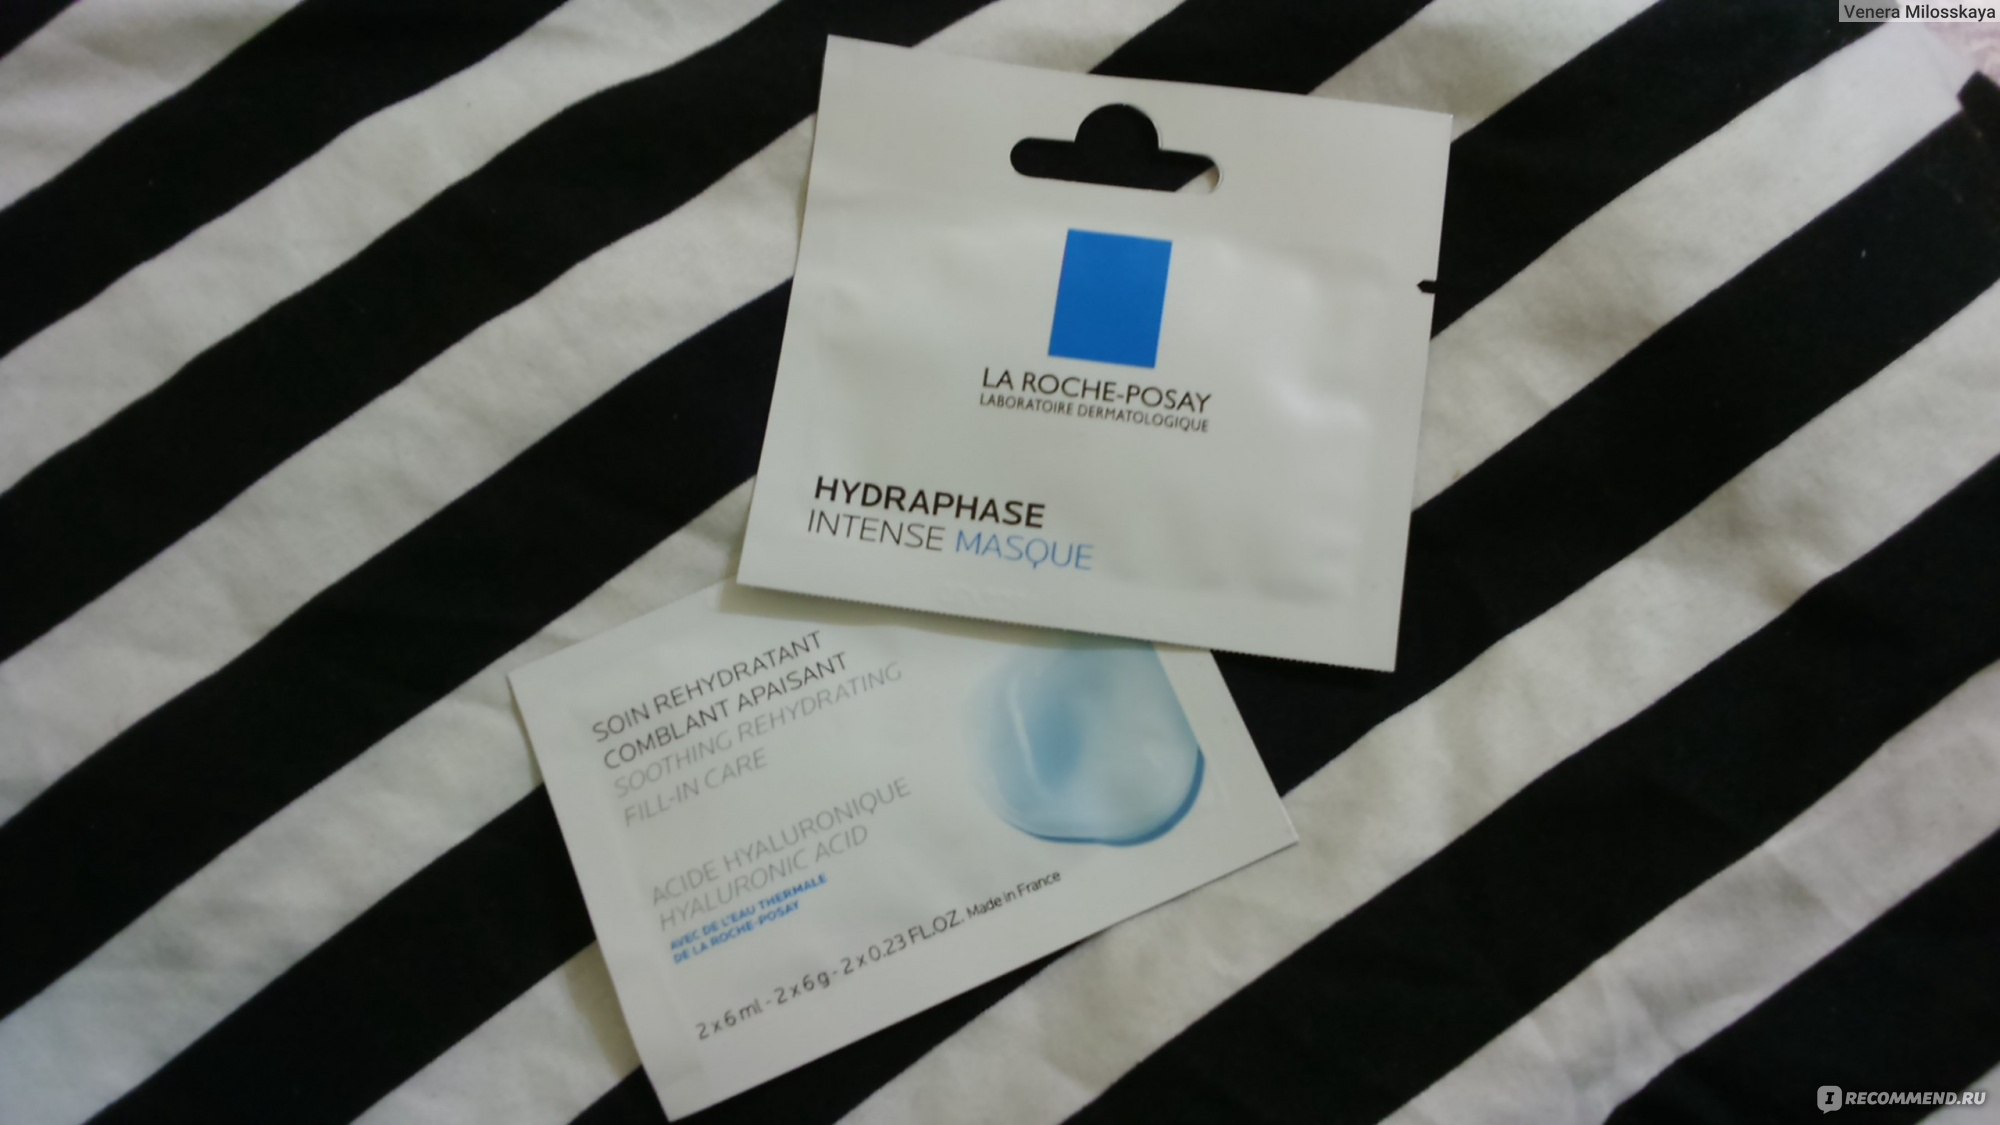 Venera Milosskaya
LA ROCHE-POSAY
LABORATOIRE DERMATOLOGIQUE
HYDRAPHASE
INTENSE MASQUE
SOIN REHYDRATANT
COMBLANT APAISANT
SOOTHING REHYDRATING
FILL-IN CARE
ACIDE HYALURONIQUE
HYALURONIC ACID
AVEC DE L'EAU THERMALE
DE LA ROCHE-POSAY
2 x 6 ml - 2 x 6 g - 2 x 0.23 FL.OZ. Made in France
I RECOMMEND.RU